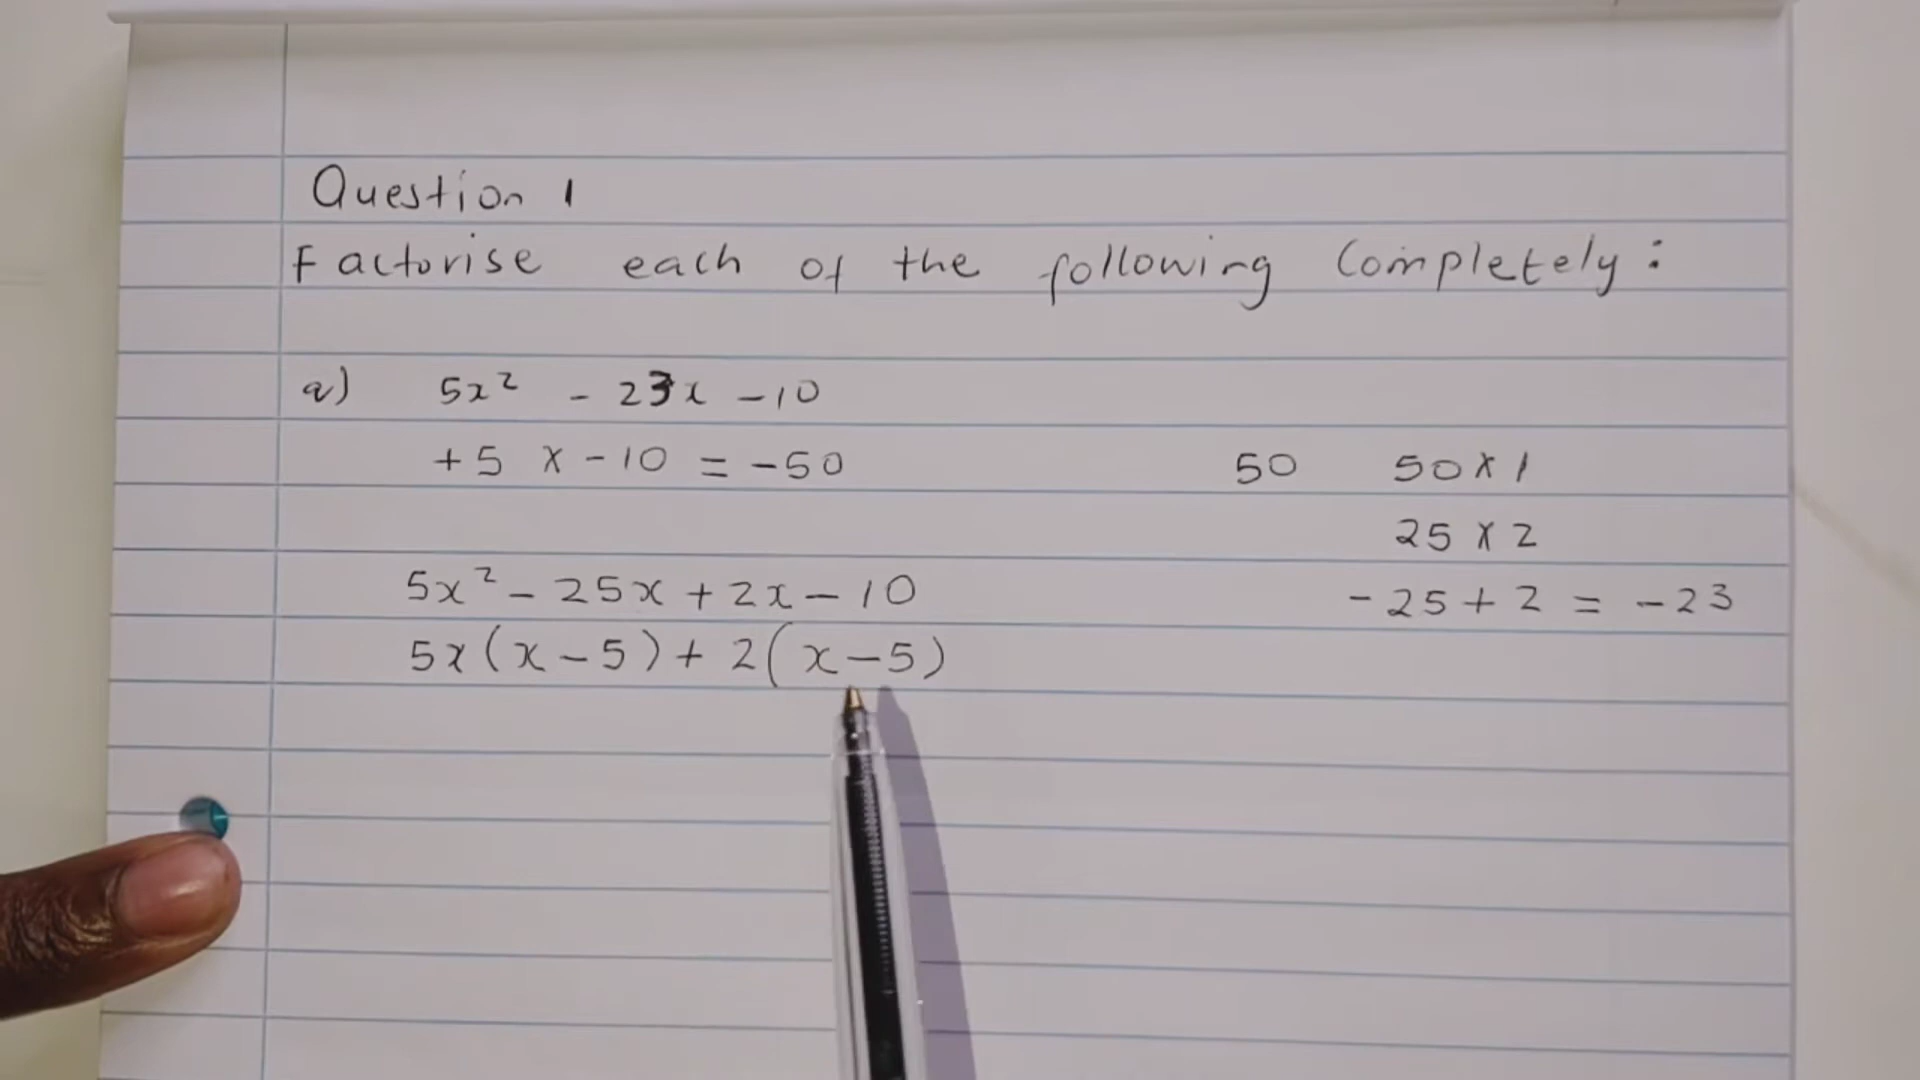 Question 1
Factorise each of the following Completely:
a) 5x² - 23x - 10
+5 x -10 = -50
50 50 x 1
25 x 2
5x² - 25x + 2x - 10
-25 + 2 = -23
5x(x - 5) + 2(x - 5)